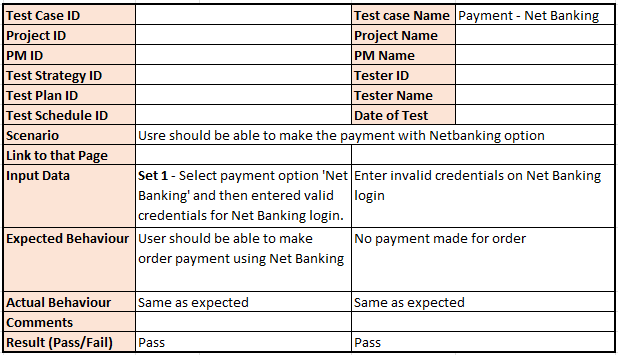 Test Case ID Test case Name Payment - Net Banking
Project ID Project Name
PM ID PM Name
Test Strategy ID Tester ID
Test Plan ID Tester Name
Test Schedule ID Date of Test
Scenario Usre should be able to make the payment with Netbanking option
Link to that Page
Input Data Set 1 - Select payment option 'Net Enter invalid credentials on Net Banking
Banking' and then entered valid login
credentials for Net Banking login.
Expected Behaviour User should be able to make No payment made for order
order payment using Net Banking
Actual Behaviour Same as expected Same as expected
Comments
Result (Pass/Fail) Pass Pass